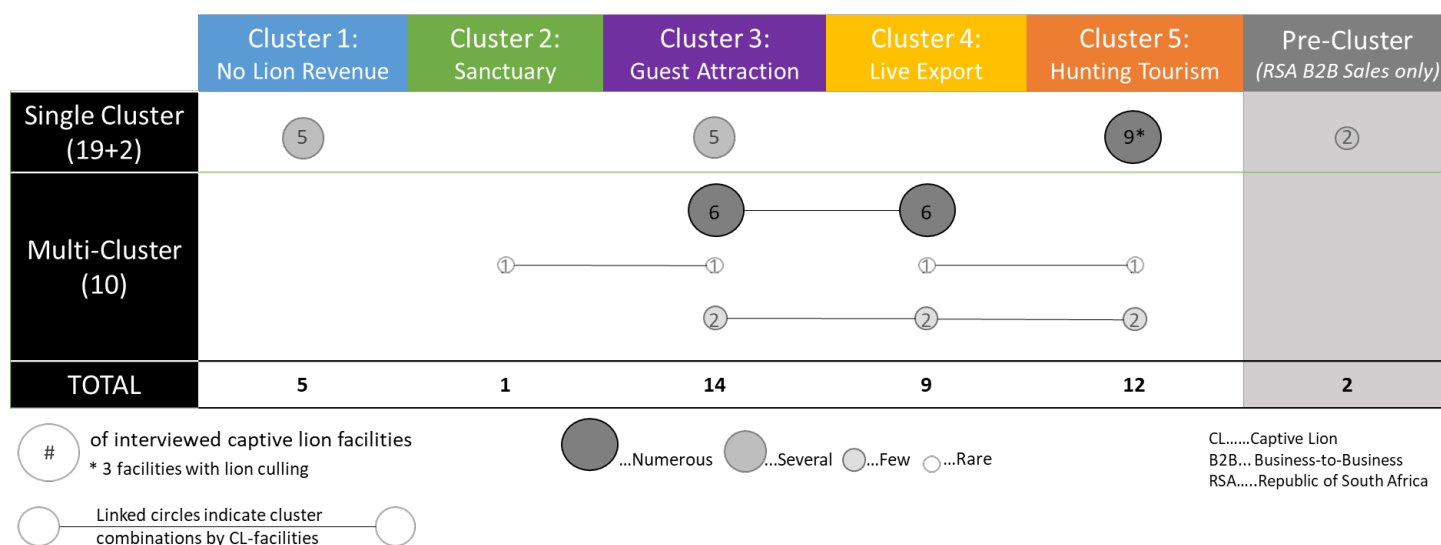 Cluster 1:
No Lion Revenue
Cluster 2:
Sanctuary
Cluster 3:
Guest Attraction
Cluster 4:
Live Export
Cluster 5:
Hunting Tourism
Pre-Cluster
(RSA B2B Sales only)
Single Cluster
(19+2)
5
5
9*
2
Multi-Cluster
(10)
6
6
1
1
1
1
2
2
2
TOTAL
5
1
14
9
12
2
#
of interviewed captive lion facilities
* 3 facilities with lion culling
...Numerous
...Several
...Few
...Rare
CL.....Captive Lion
B2B... Business-to-Business
RSA.....Republic of South Africa
Linked circles indicate cluster
combinations by CL-facilities